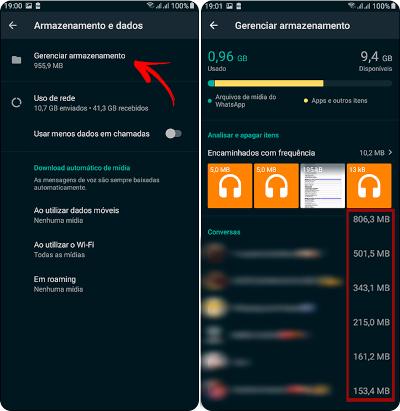 19:00
Armazenamento e dados
Gerenciar armazenamento
955,9 MB
Uso de rede
10,7 GB enviados • 41,3 GB recebidos
Usar menos dados em chamadas
Download automático de mídia
As mensagens de voz são sempre baixadas
automaticamente.
Ao utilizar dados móveis
Nenhuma mídia
Ao utilizar o Wi-Fi
Todas as mídias
Em roaming
Nenhuma mídia
19:01
Gerenciar armazenamento
0,96 GB
Usado
9,4 GB
Disponíveis
Arquivos de mídia do
WhatsApp
Apps e outros itens
Analisar e apagar itens
Encaminhados com frequência
10,2 MB
5,0 MB
5,0 MB
195 kB
13 kB
Conversas
806,3 MB
501,5 MB
343,1 MB
215,0 MB
161,2 MB
153,4 MB